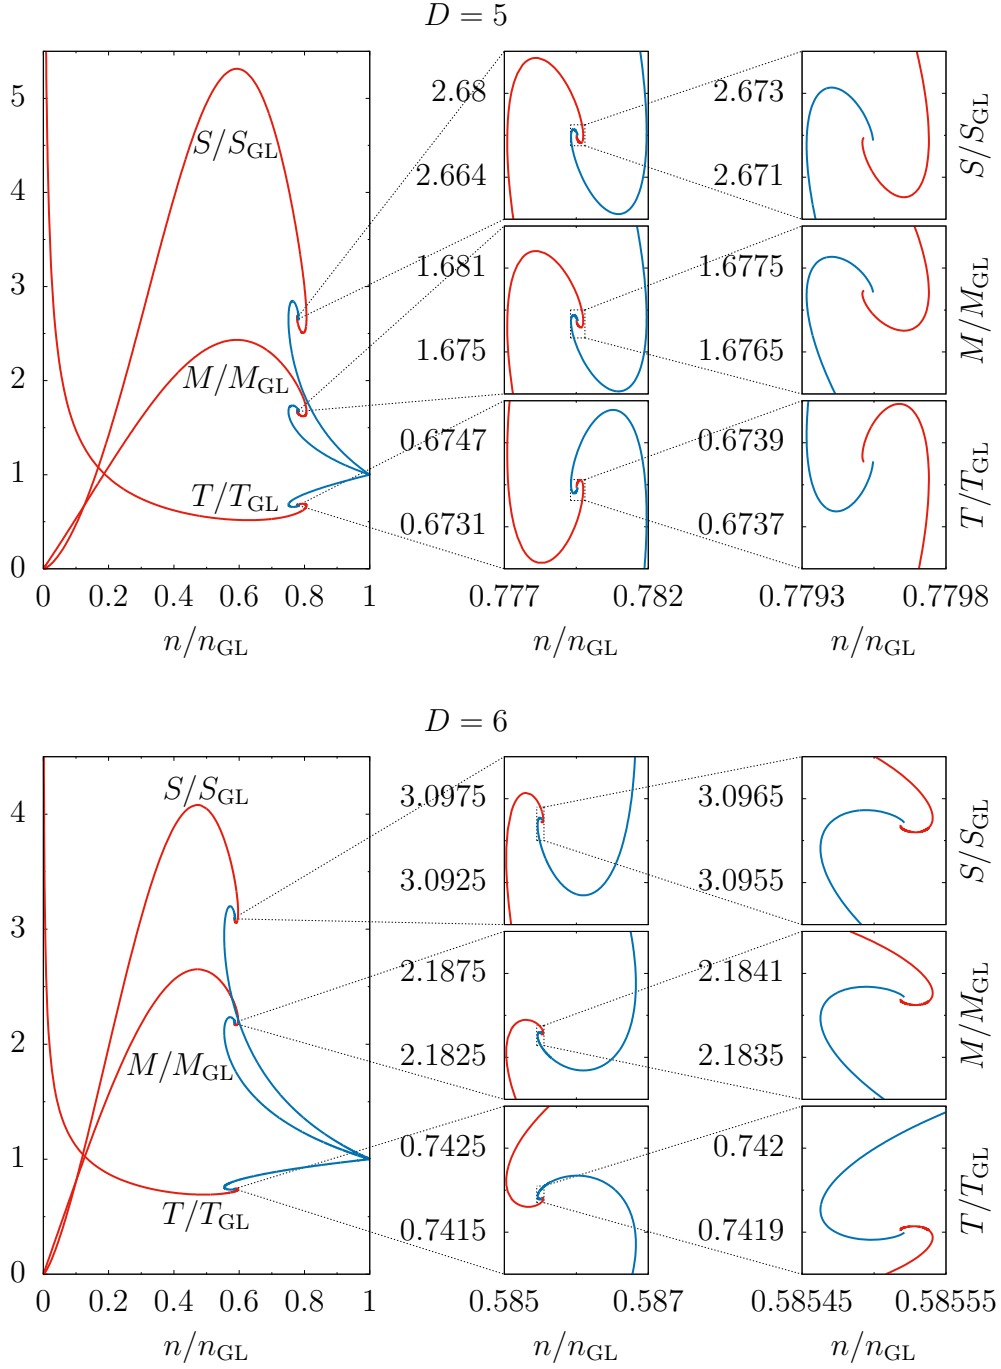 D = 5
5
4
3
2
1
0
S/S_GL
M/M_GL
T/T_GL
0 0.2 0.4 0.6 0.8 1
n/n_GL
2.68
2.664
1.681
1.675
0.6747
0.6731
0.777 0.782
n/n_GL
2.673
2.671
S/S_GL
1.6775
1.6765
M/M_GL
0.6739
0.6737
T/T_GL
0.7793 0.7798
n/n_GL
D = 6
4
3
2
1
0
S/S_GL
M/M_GL
T/T_GL
0 0.2 0.4 0.6 0.8 1
n/n_GL
3.0975
3.0925
2.1875
2.1825
0.7425
0.7415
0.585 0.587
n/n_GL
3.0965
3.0955
S/S_GL
2.1841
2.1835
M/M_GL
0.742
0.7419
T/T_GL
0.58545 0.58555
n/n_GL